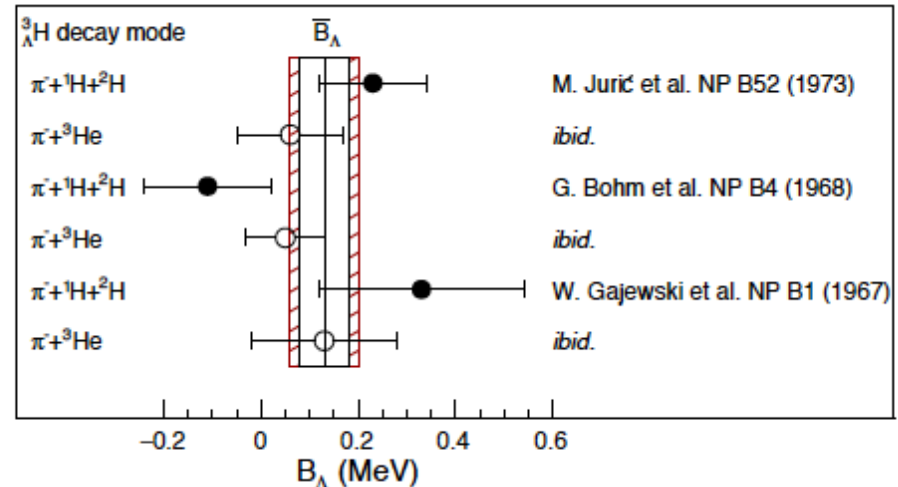 ³ΛH decay mode B̅Λ
π⁻+¹H+²H M. Jurić et al. NP B52 (1973)
π⁻+³He ibid.
π⁻+¹H+²H G. Bohm et al. NP B4 (1968)
π⁻+³He ibid.
π⁻+¹H+²H W. Gajewski et al. NP B1 (1967)
π⁻+³He ibid.
−0.2 0 0.2 0.4 0.6
BΛ (MeV)